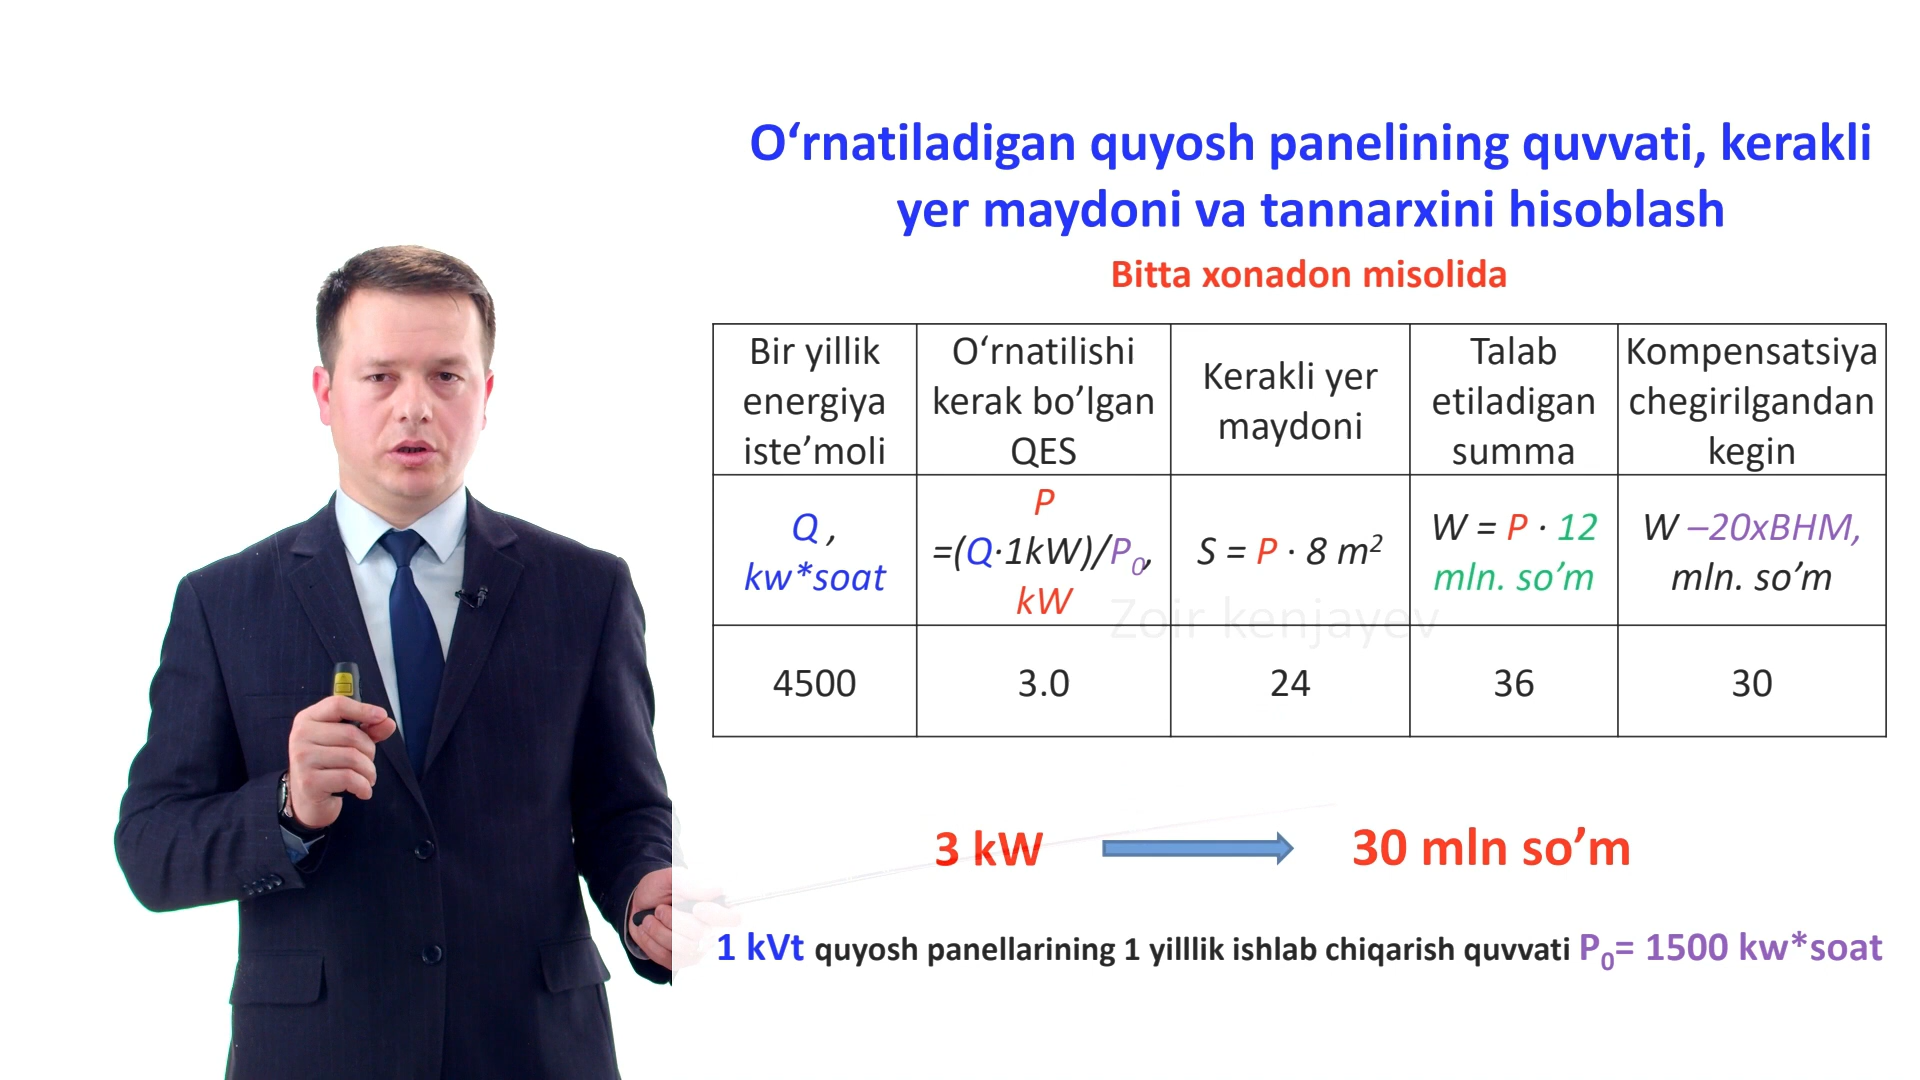 O‘rnatiladigan quyosh panelining quvvati, kerakli
yer maydoni va tannarxini hisoblash
Bitta xonadon misolida
Bir yillik
energiya
iste’moli
O‘rnatilishi
kerak bo’lgan
QES
Kerakli yer
maydoni
Talab
etiladigan
summa
Kompensatsiya
chegirilgandan
kegin
Q ,
kw*soat
P
=(Q·1kW)/P₀,
kW
S = P · 8 m²
W = P · 12
mln. so’m
W –20xBHM,
mln. so’m
Zoir kenjayev
4500
3.0
24
36
30
3 kW
30 mln so’m
1 kVt quyosh panellarining 1 yilllik ishlab chiqarish quvvati P₀= 1500 kw*soat